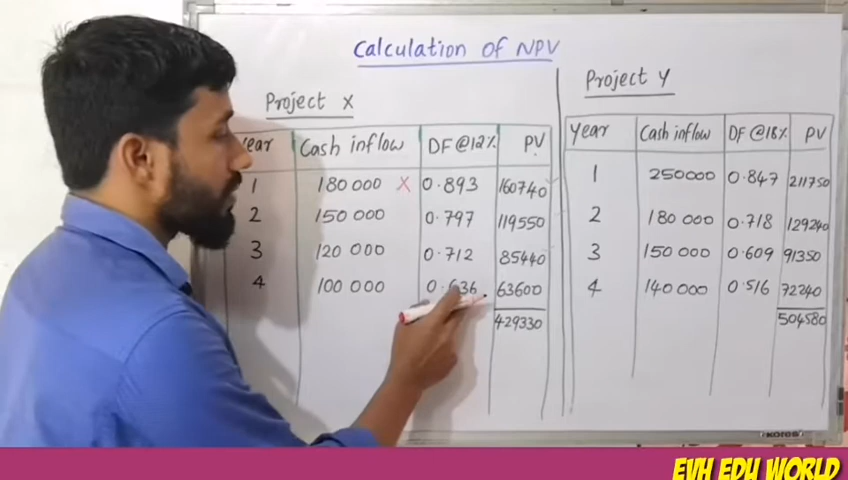 Calculation of NPV
Project X
Year Cash inflow DF@12% PV
1 180 000 X 0.893 160740
2 150 000 0.797 119550
3 120 000 0.712 85440
4 100 000 0.636 63600
429330
Project Y
Year Cash inflow DF@18% PV
1 250000 0.847 211750
2 180 000 0.718 129240
3 150 000 0.609 91350
4 140 000 0.516 72240
504580
KOROS
EVH EDU WORLD